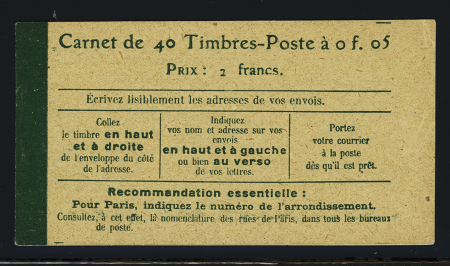 Carnet de 40 Timbres-Poste à 0 f. 05
Prix : 2 francs.
Écrivez lisiblement les adresses de vos envois.
Collez
le timbre en haut
et à droite
de l'enveloppe du côté
de l'adresse.
Indiquez
vos nom et adresse sur vos
envois
en haut et à gauche
ou bien au verso
de vos lettres.
Portez
votre courrier
à la poste
dès qu'il est prêt.
Recommandation essentielle :
Pour Paris, indiquez le numéro de l'arrondissement.
Consultez, à cet effet, la nomenclature des rues de Paris, dans tous les bureaux
de poste.